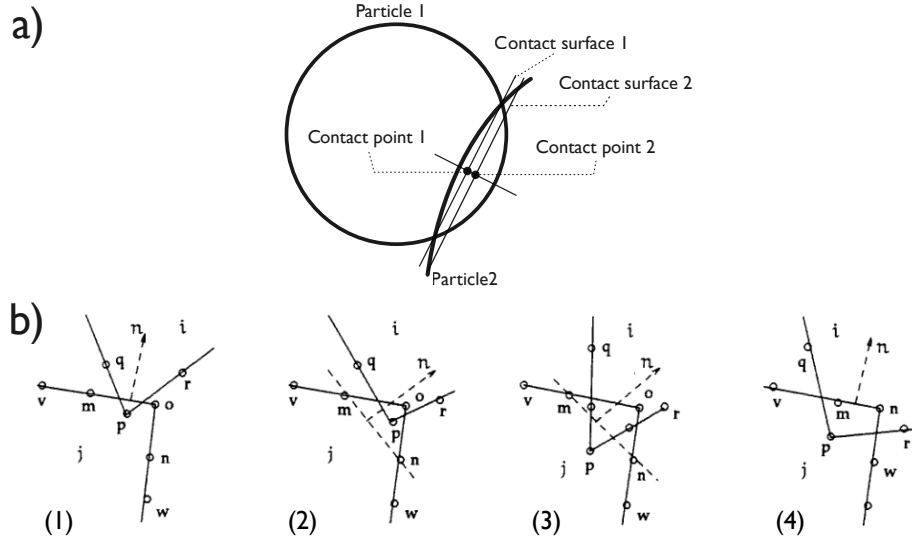 a)
Particle 1
Contact surface 1
Contact surface 2
Contact point 1
Contact point 2
Particle2
b)
n i q r v m o p j n w (1)
i q n m o r v p j n w (2)
i q n v m o r j p n w (3)
i q n v m n p r j w (4)